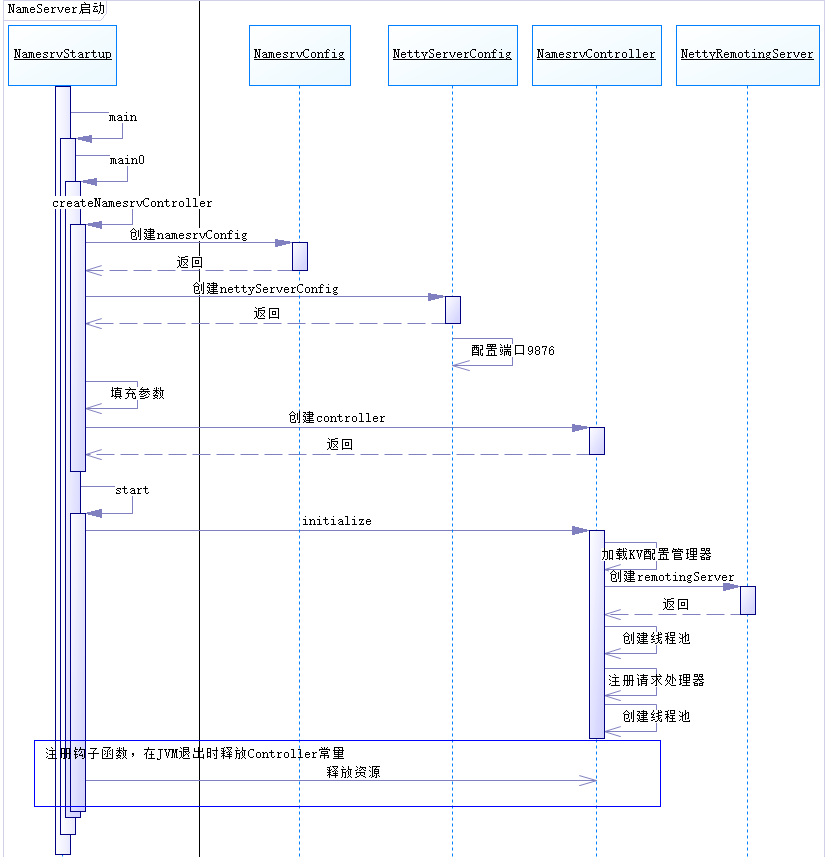 NameServer启动
NamesrvStartup
NamesrvConfig
NettyServerConfig
NamesrvController
NettyRemotingServer
main
main0
createNamesrvController
创建namesrvConfig
返回
创建nettyServerConfig
返回
配置端口9876
填充参数
创建controller
返回
start
initialize
加载KV配置管理器
创建remotingServer
返回
创建线程池
注册请求处理器
创建线程池
注册钩子函数，在JVM退出时释放Controller常量
释放资源